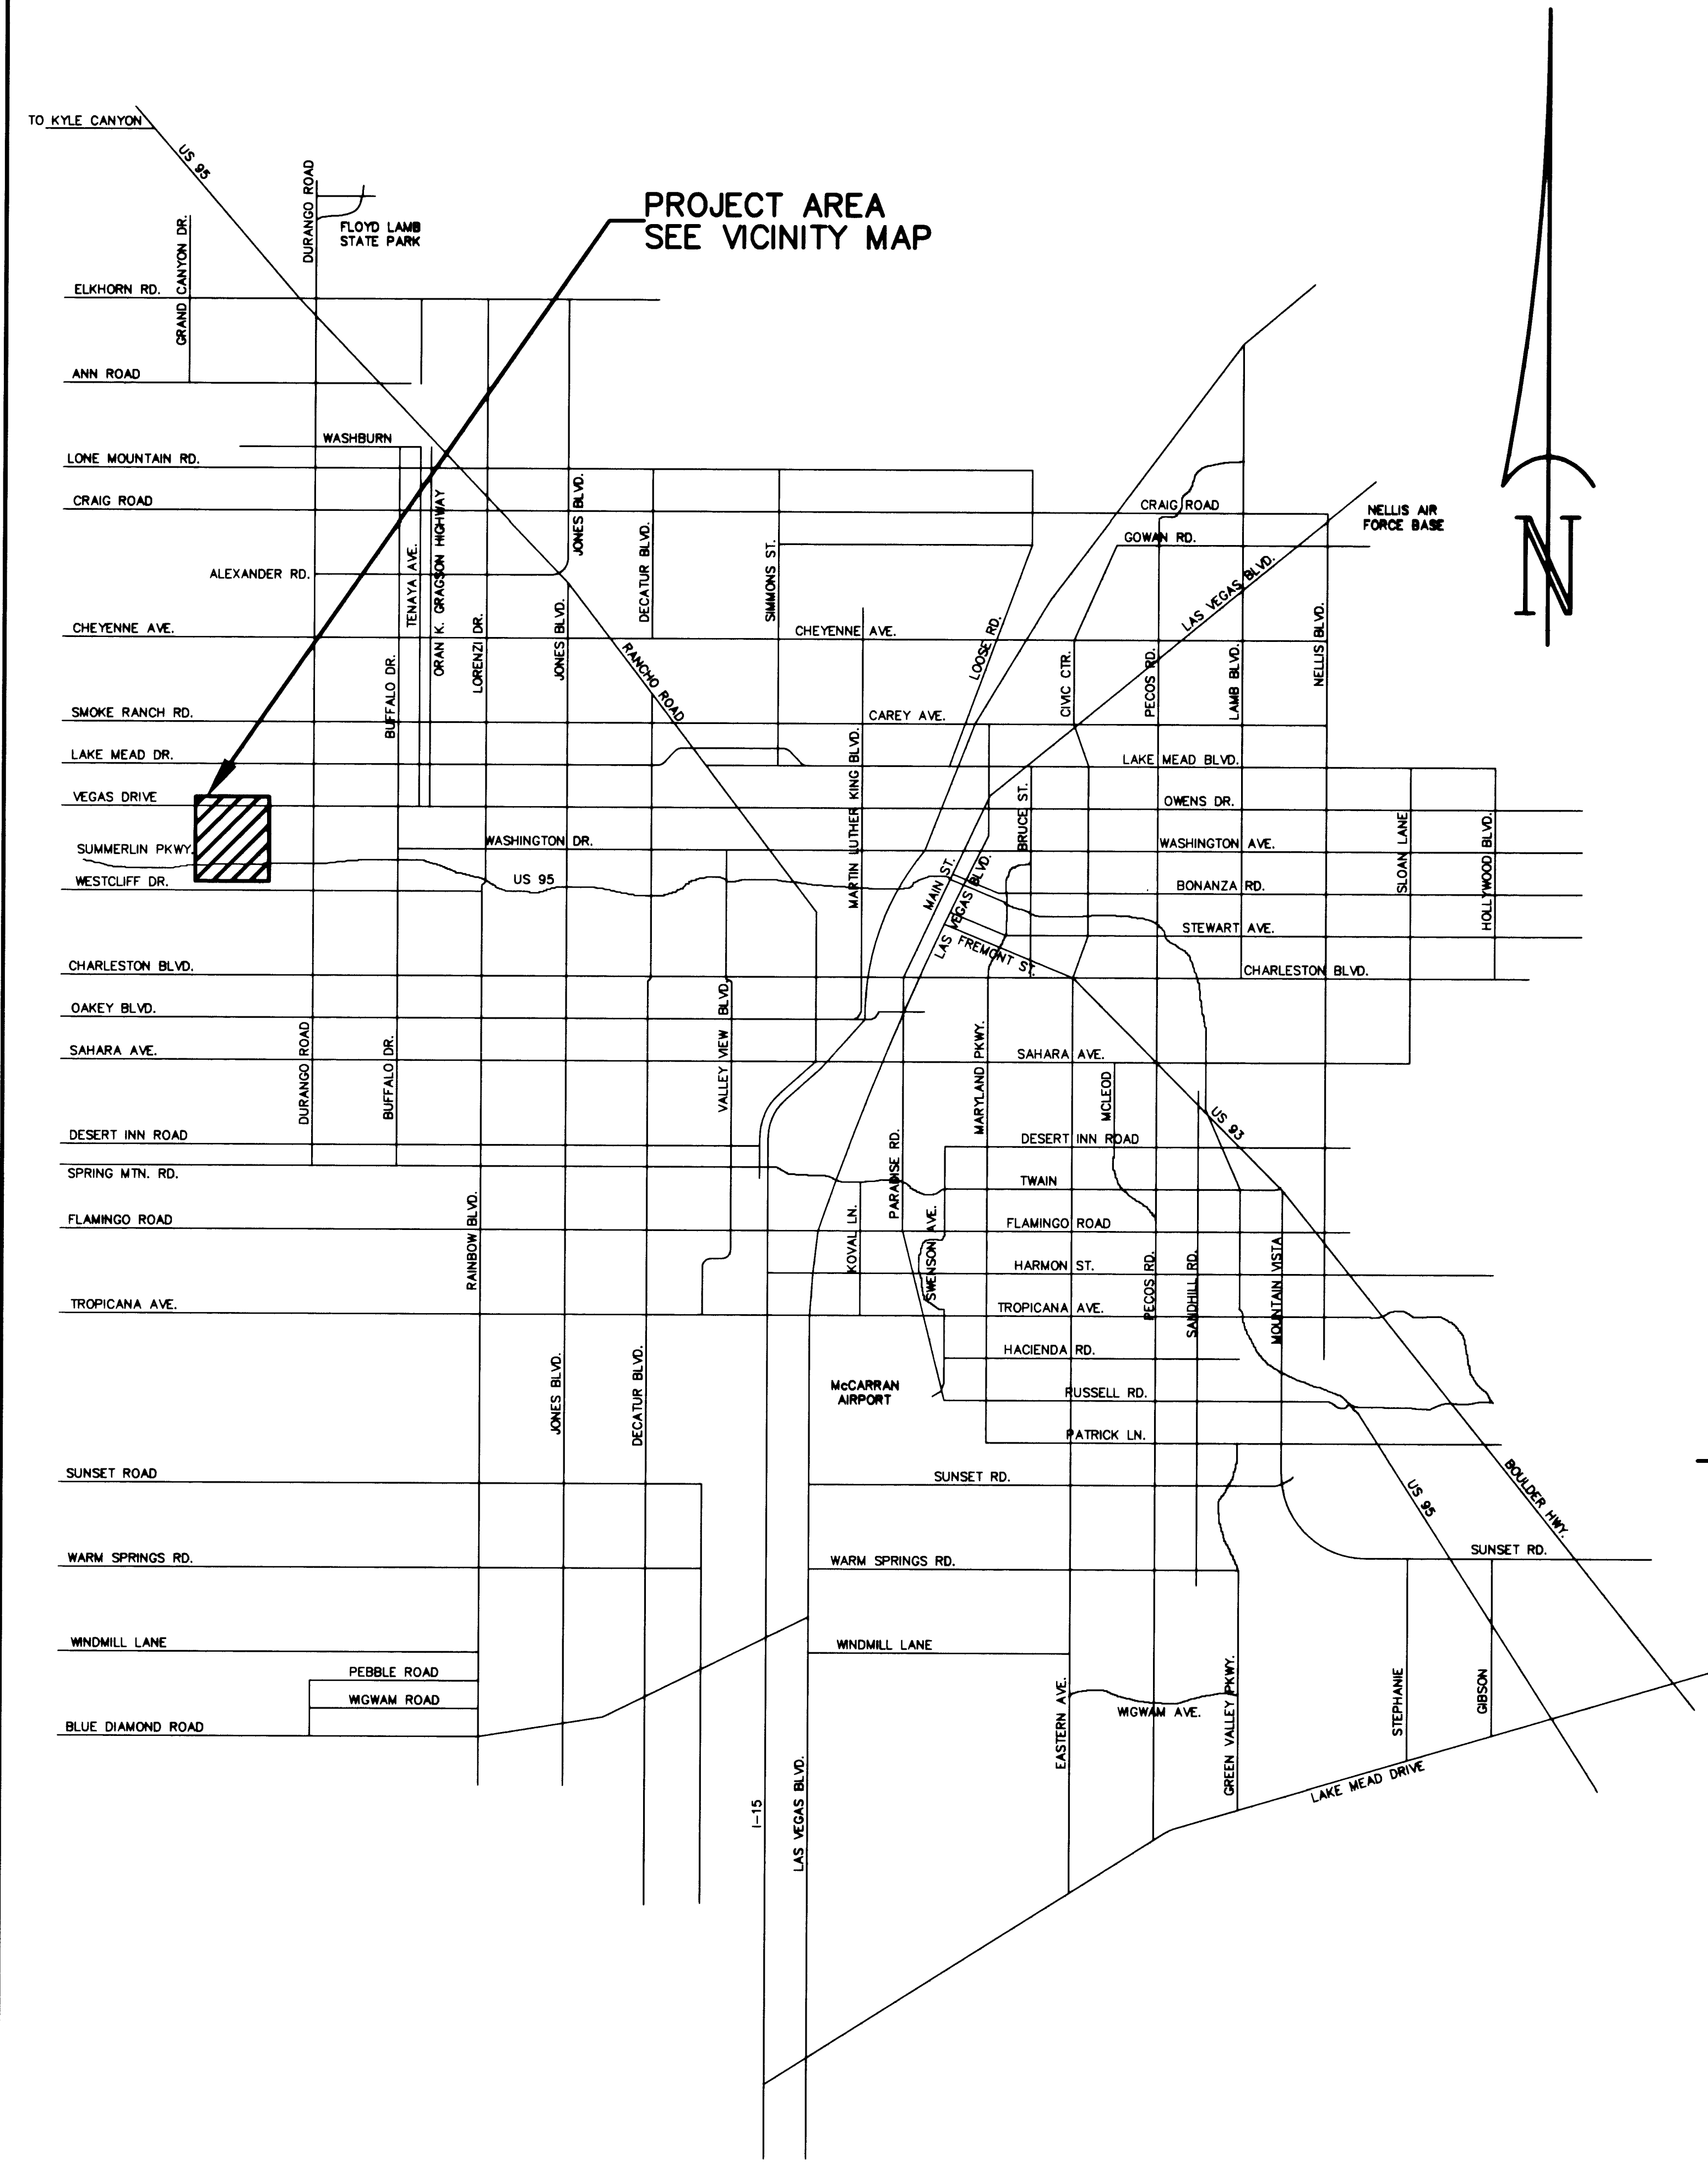 TO KYLE CANYON
US 95
DURANGO ROAD
FLOYD LAMB
STATE PARK
PROJECT AREA
SEE VICINITY MAP
GRAND CANYON DR.
ELKHORN RD.
ANN ROAD
WASHBURN
LONE MOUNTAIN RD.
CRAIG ROAD
CRAIG ROAD
NELLIS AIR
FORCE BASE
N
GOWAN RD.
JONES BLVD.
ORAN K. GRAGSON HIGHWAY
TENAYA AVE.
DECATUR BLVD.
SIMMONS ST.
ALEXANDER RD.
LAS VEGAS BLVD.
CHEYENNE AVE.
CHEYENNE AVE.
LOOSE RD.
BUFFALO DR.
LORENZI DR.
JONES BLVD.
RANCHO ROAD
CIVIC CTR.
PECOS RD.
LAMB BLVD.
NELLIS BLVD.
SMOKE RANCH RD.
CAREY AVE.
LAKE MEAD DR.
LAKE MEAD BLVD.
MARTIN LUTHER KING BLVD.
VEGAS DRIVE
OWENS DR.
BRUCE ST.
SUMMERLIN PKWY.
WASHINGTON DR.
WASHINGTON AVE.
SLOAN LANE
HOLLYWOOD BLVD.
WESTCLIFF DR.
US 95
MAIN ST.
LAS VEGAS BLVD.
BONANZA RD.
STEWART AVE.
FREMONT ST.
CHARLESTON BLVD.
CHARLESTON BLVD.
OAKEY BLVD.
VALLEY VIEW BLVD.
SAHARA AVE.
SAHARA AVE.
DURANGO ROAD
BUFFALO DR.
MARYLAND PKWY.
MCLEOD
US 93
DESERT INN ROAD
DESERT INN ROAD
SPRING MTN. RD.
TWAIN
PARADISE RD.
FLAMINGO ROAD
FLAMINGO ROAD
RAINBOW BLVD.
KOVAL LN.
SWENSON AVE.
HARMON ST.
PECOS RD.
SANDHILL RD.
MOUNTAIN VISTA
TROPICANA AVE.
TROPICANA AVE.
HACIENDA RD.
JONES BLVD.
DECATUR BLVD.
McCARRAN
AIRPORT
RUSSELL RD.
PATRICK LN.
SUNSET ROAD
SUNSET RD.
US 95
BOULDER HWY.
WARM SPRINGS RD.
WARM SPRINGS RD.
SUNSET RD.
WINDMILL LANE
WINDMILL LANE
PEBBLE ROAD
WIGWAM ROAD
BLUE DIAMOND ROAD
WIGWAM AVE.
EASTERN AVE.
GREEN VALLEY PKWY.
STEPHANIE
GIBSON
LAKE MEAD DRIVE
I-15
LAS VEGAS BLVD.